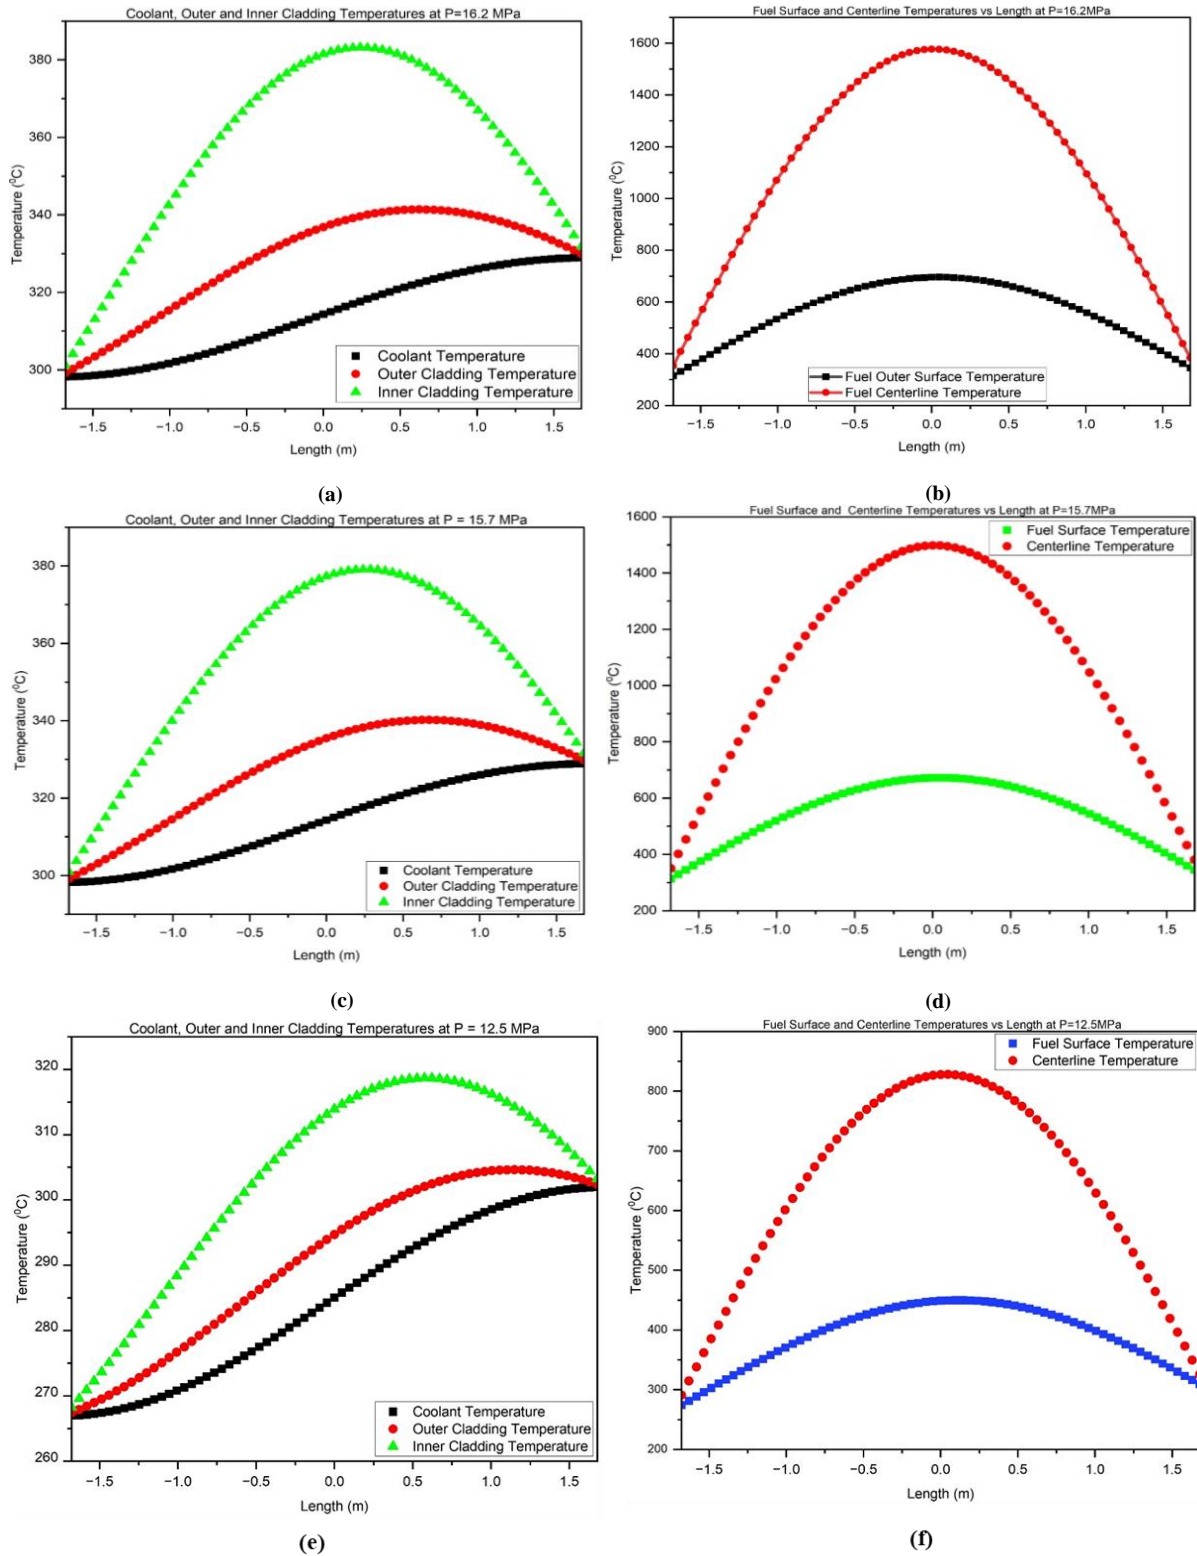 Coolant, Outer and Inner Cladding Temperatures at P=16.2 MPa
380
360
340
320
300
Temperature (⁰C)
Coolant Temperature
Outer Cladding Temperature
Inner Cladding Temperature
−1.5 −1.0 −0.5 0.0 0.5 1.0 1.5
Length (m)
(a)
Fuel Surface and Centerline Temperatures vs Length at P=16.2MPa
1600
1400
1200
1000
800
600
400
200
Temperature (⁰C)
Fuel Outer Surface Temperature
Fuel Centerline Temperature
−1.5 −1.0 −0.5 0.0 0.5 1.0 1.5
Length (m)
(b)
Coolant, Outer and Inner Cladding Temperatures at P = 15.7 MPa
380
360
340
320
300
Temperature (⁰C)
Coolant Temperature
Outer Cladding Temperature
Inner Cladding Temperature
−1.5 −1.0 −0.5 0.0 0.5 1.0 1.5
Length (m)
(c)
Fuel Surface and Centerline Temperatures vs Length at P=15.7MPa
1600
1400
1200
1000
800
600
400
200
Temperature (⁰C)
Fuel Surface Temperature
Centerline Temperature
−1.5 −1.0 −0.5 0.0 0.5 1.0 1.5
Length (m)
(d)
Coolant, Outer and Inner Cladding Temperatures at P = 12.5 MPa
320
310
300
290
280
270
260
Temperature (⁰C)
Coolant Temperature
Outer Cladding Temperature
Inner Cladding Temperature
−1.5 −1.0 −0.5 0.0 0.5 1.0 1.5
Length (m)
(e)
Fuel Surface and Centerline Temperatures vs Length at P=12.5MPa
900
800
700
600
500
400
300
200
Temperature (⁰C)
Fuel Surface Temperature
Centerline Temperature
−1.5 −1.0 −0.5 0.0 0.5 1.0 1.5
Length (m)
(f)